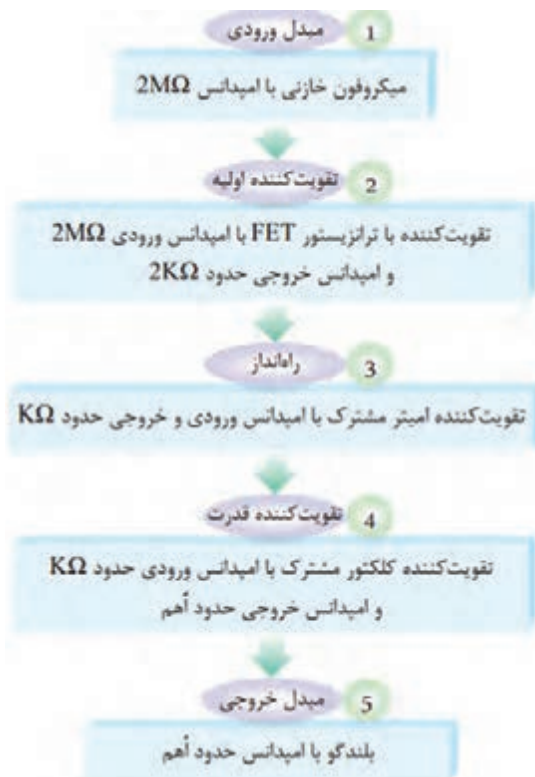 1 مبدل ورودی
میکروفون خازنی با امپدانس 2MΩ
2 تقویت‌کننده اولیه
تقویت‌کننده با ترانزیستور FET با امپدانس ورودی 2MΩ
و امپدانس خروجی حدود 2KΩ
3 راه‌انداز
تقویت‌کننده امیتر مشترک با امپدانس ورودی و خروجی حدود KΩ
4 تقویت‌کننده قدرت
تقویت‌کننده کلکتور مشترک با امپدانس ورودی حدود KΩ
و امپدانس خروجی حدود اُهم
5 مبدل خروجی
بلندگو با امپدانس حدود اُهم